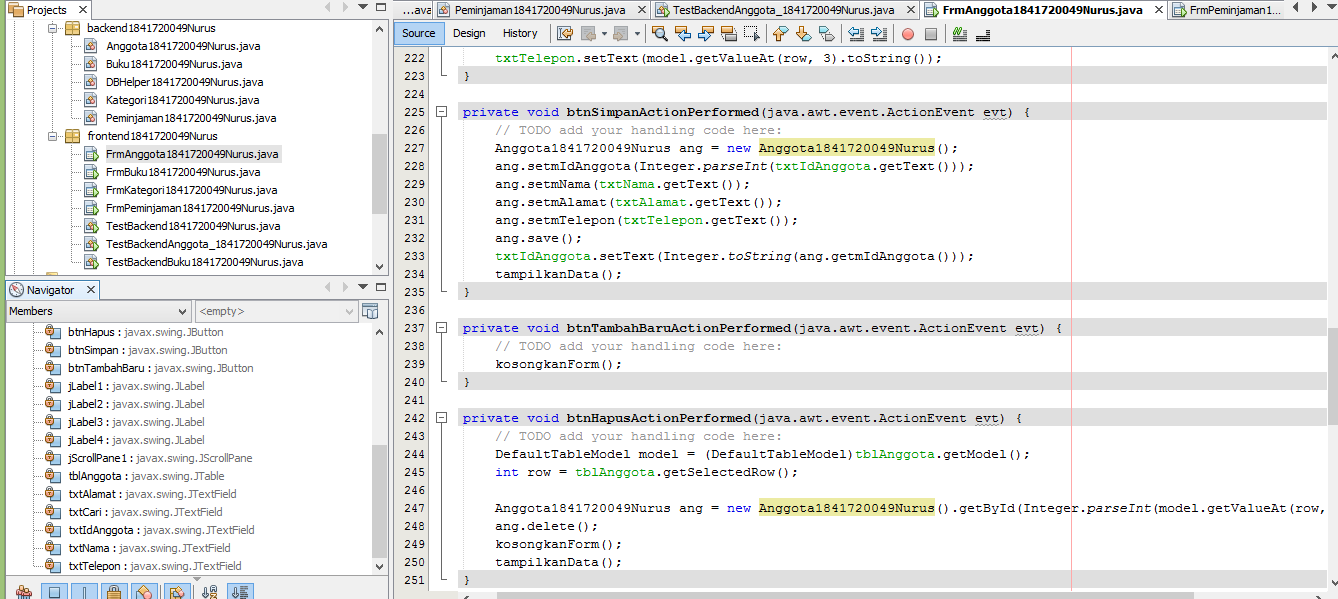 Projects
backend1841720049Nurus
Anggota1841720049Nurus.java
Buku1841720049Nurus.java
DBHelper1841720049Nurus.java
Kategori1841720049Nurus.java
Peminjaman1841720049Nurus.java
frontend1841720049Nurus
FrmAnggota1841720049Nurus.java
FrmBuku1841720049Nurus.java
FrmKategori1841720049Nurus.java
FrmPeminjaman1841720049Nurus.java
TestBackend1841720049Nurus.java
TestBackendAnggota_1841720049Nurus.java
TestBackendBuku1841720049Nurus.java
Navigator
Members <empty>
btnHapus : javax.swing.JButton
btnSimpan : javax.swing.JButton
btnTambahBaru : javax.swing.JButton
jLabel1 : javax.swing.JLabel
jLabel2 : javax.swing.JLabel
jLabel3 : javax.swing.JLabel
jLabel4 : javax.swing.JLabel
jScrollPane1 : javax.swing.JScrollPane
tblAnggota : javax.swing.JTable
txtAlamat : javax.swing.JTextField
txtCari : javax.swing.JTextField
txtIdAnggota : javax.swing.JTextField
txtNama : javax.swing.JTextField
txtTelepon : javax.swing.JTextField
...ava Peminjaman1841720049Nurus.java TestBackendAnggota_1841720049Nurus.java FrmAnggota1841720049Nurus.java FrmPeminjaman1...
Source Design History
222 txtTelepon.setText(model.getValueAt(row, 3).toString());
223 }
224
225 private void btnSimpanActionPerformed(java.awt.event.ActionEvent evt) {
226 // TODO add your handling code here:
227 Anggota1841720049Nurus ang = new Anggota1841720049Nurus();
228 ang.setmIdAnggota(Integer.parseInt(txtIdAnggota.getText()));
229 ang.setmNama(txtNama.getText());
230 ang.setmAlamat(txtAlamat.getText());
231 ang.setmTelepon(txtTelepon.getText());
232 ang.save();
233 txtIdAnggota.setText(Integer.toString(ang.getmIdAnggota()));
234 tampilkanData();
235 }
236
237 private void btnTambahBaruActionPerformed(java.awt.event.ActionEvent evt) {
238 // TODO add your handling code here:
239 kosongkanForm();
240 }
241
242 private void btnHapusActionPerformed(java.awt.event.ActionEvent evt) {
243 // TODO add your handling code here:
244 DefaultTableModel model = (DefaultTableModel)tblAnggota.getModel();
245 int row = tblAnggota.getSelectedRow();
246
247 Anggota1841720049Nurus ang = new Anggota1841720049Nurus().getById(Integer.parseInt(model.getValueAt(row,
248 ang.delete();
249 kosongkanForm();
250 tampilkanData();
251 }